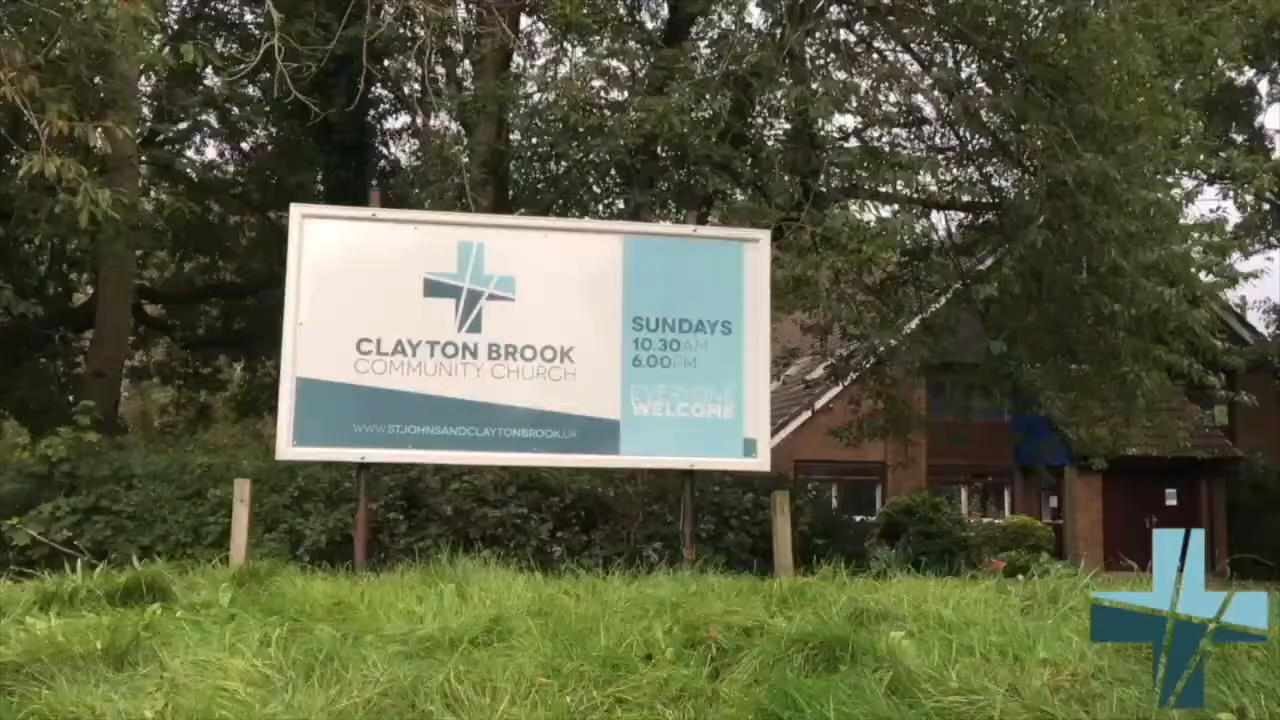 CLAYTON BROOK
COMMUNITY CHURCH
WWW.STJOHNSANDCLAYTONBROOK.UK
SUNDAYS
10.30AM
6.00PM
EVERYONE
WELCOME